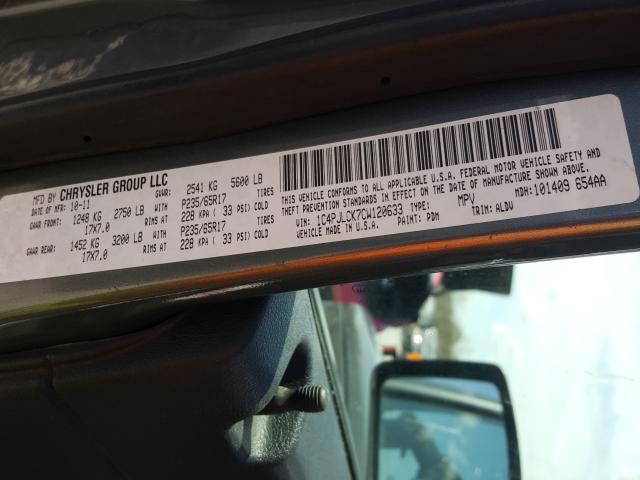 MFD BY CHRYSLER GROUP LLC
DATE OF MFR: 10-11 GVWR: 2541 KG 5600 LB
GAWR FRONT: 1248 KG 2750 LB WITH P235/65R17 TIRES
17X7.0 RIMS AT 228 KPA ( 33 PSI) COLD
GAWR REAR: 1452 KG 3200 LB WITH P235/65R17 TIRES
17X7.0 RIMS AT 228 KPA ( 33 PSI) COLD
THIS VEHICLE CONFORMS TO ALL APPLICABLE U.S.A. FEDERAL MOTOR VEHICLE SAFETY AND
THEFT PREVENTION STANDARDS IN EFFECT ON THE DATE OF MANUFACTURE SHOWN ABOVE.
VIN: 1C4PJLCK7CW120633 TYPE: MPV MDH: 101409 654AA
VEHICLE MADE IN U.S.A. PAINT: PDM TRIM: ALDV